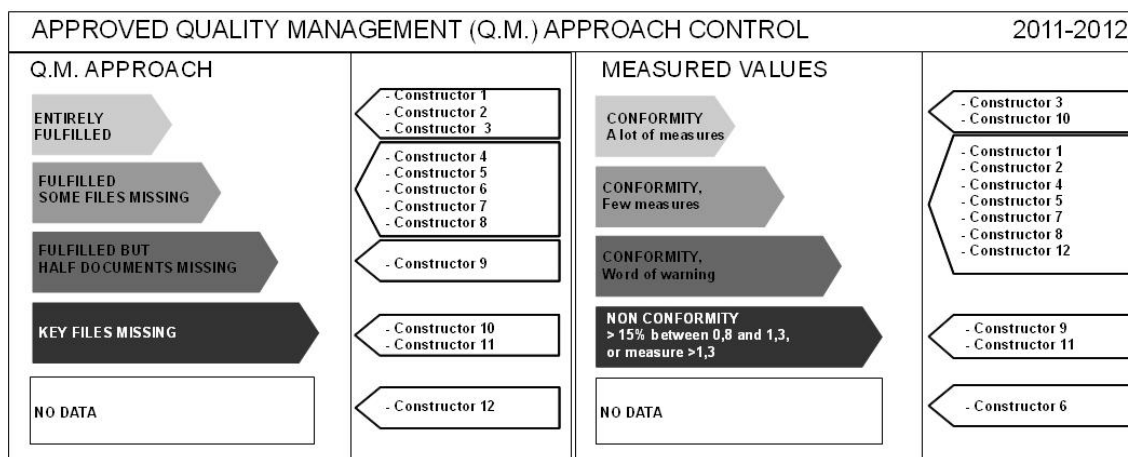 APPROVED QUALITY MANAGEMENT (Q.M.) APPROACH CONTROL 2011-2012
Q.M. APPROACH
ENTIRELY
FULFILLED
- Constructor 1
- Constructor 2
- Constructor 3
FULFILLED
SOME FILES MISSING
- Constructor 4
- Constructor 5
- Constructor 6
- Constructor 7
- Constructor 8
FULFILLED BUT
HALF DOCUMENTS MISSING
- Constructor 9
KEY FILES MISSING
- Constructor 10
- Constructor 11
NO DATA
- Constructor 12
MEASURED VALUES
CONFORMITY
A lot of measures
- Constructor 3
- Constructor 10
CONFORMITY,
Few measures
- Constructor 1
- Constructor 2
- Constructor 4
- Constructor 5
- Constructor 7
- Constructor 8
- Constructor 12
CONFORMITY,
Word of warning
NON CONFORMITY
> 15% between 0,8 and 1,3,
or measure >1,3
- Constructor 9
- Constructor 11
NO DATA
- Constructor 6